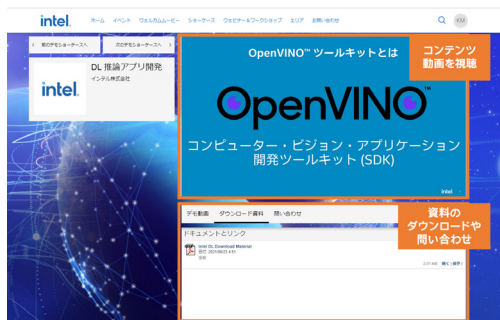 intel.
ホーム イベント ウェルカムムービー ショーケース ウェビナー&ワークショップ エリア お問い合わせ
KM
前のデモショーケースへ
次のデモショーケースへ
intel.
DL 推論アプリ開発
インテル株式会社
OpenVINO™ ツールキットとは
コンテンツ
動画を視聴
OpenVINO™
コンピューター・ビジョン・アプリケーション
開発ツールキット (SDK)
intel
デモ動画 ダウンロード資料 問い合わせ
資料の
ダウンロードや
問い合わせ
ドキュメントとリンク
Intel DL Download Material